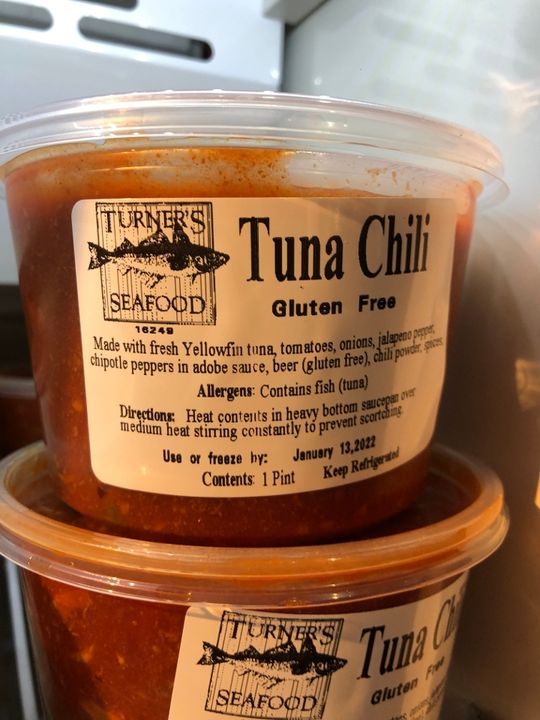 TURNER'S
SEAFOOD
16249
Tuna Chili
Gluten Free
Made with fresh Yellowfin tuna, tomatoes, onions, jalapeno pepper,
chipotle peppers in adobe sauce, beer (gluten free), chili powder, spices
Allergens: Contains fish (tuna)
Directions: Heat contents in heavy bottom saucepan over
medium heat stirring constantly to prevent scortching.
Use or freeze by: January 13,2022
Contents: 1 Pint Keep Refrigerated
TURNER'S
SEAFOOD
Tuna Ch
Gluten Free